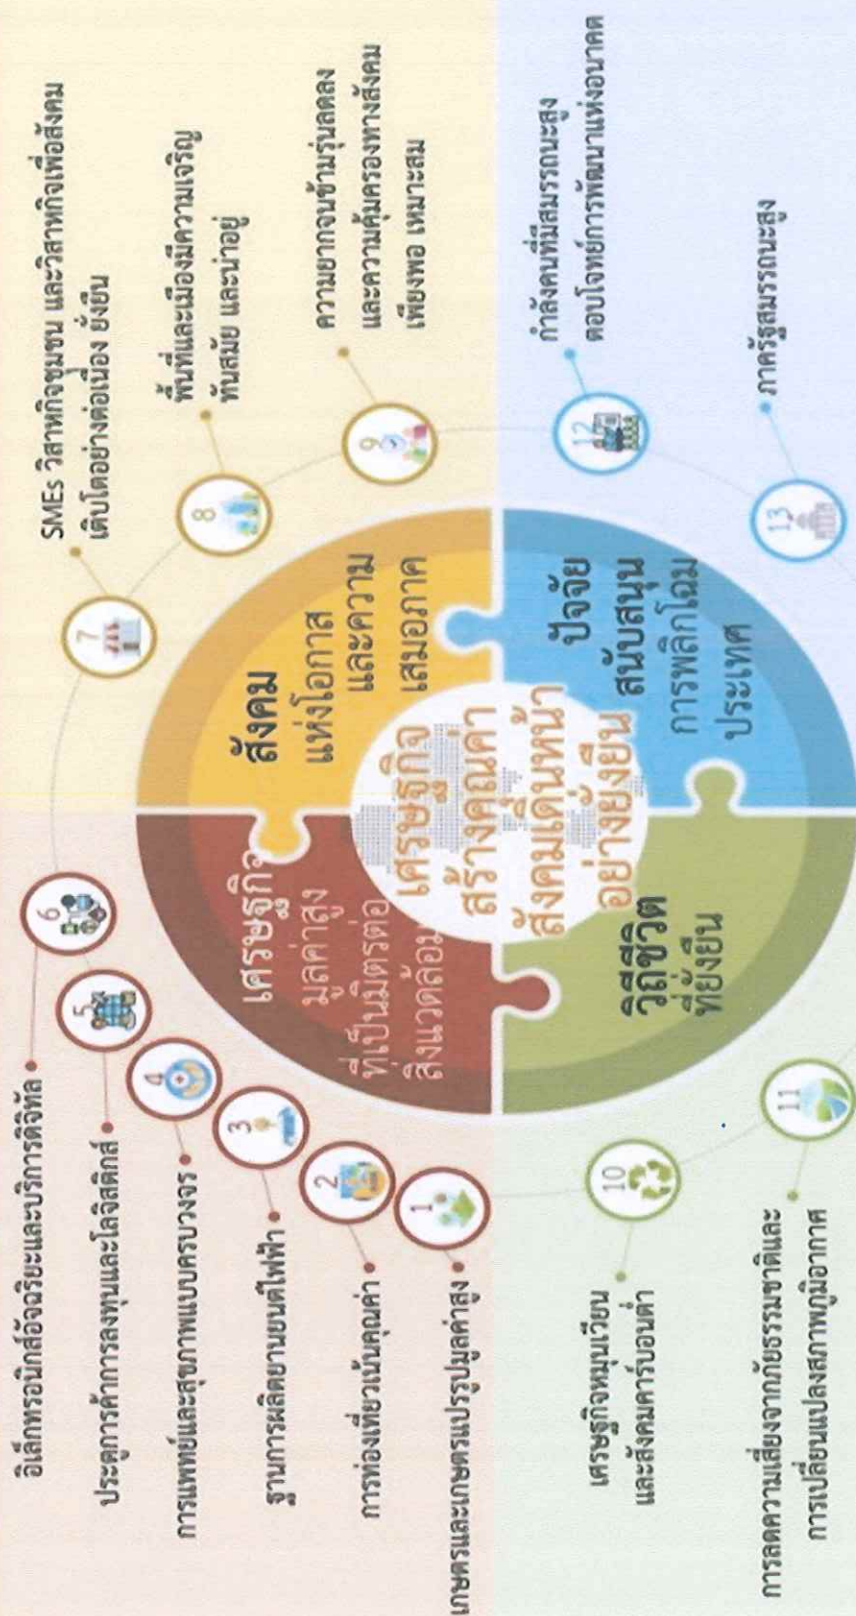 อิเล็กทรอนิกส์อัจฉริยะและบริการดิจิทัล
6
ประตูการค้าการลงทุนและโลจิสติกส์
5
การแพทย์และสุขภาพแบบครบวงจร
4
ฐานการผลิตยานยนต์ไฟฟ้า
3
การท่องเที่ยวเน้นคุณค่า
2
เกษตรและเกษตรแปรรูปมูลค่าสูง
1
7
SMEs วิสาหกิจชุมชน และวิสาหกิจเพื่อสังคม
เติบโตอย่างต่อเนื่อง ยั่งยืน
8
พื้นที่และเมืองมีความเจริญ
ทันสมัย และน่าอยู่
9
ความยากจนข้ามรุ่นลดลง
และความคุ้มครองทางสังคม
เพียงพอ เหมาะสม
เศรษฐกิจ
มูลค่าสูง
ที่เป็นมิตรต่อ
สิ่งแวดล้อม
สังคม
แห่งโอกาส
และความ
เสมอภาค
เศรษฐกิจ
สร้างคุณค่า
สังคมเดินหน้า
อย่างยั่งยืน
วิถีชีวิต
ที่ยั่งยืน
ปัจจัย
สนับสนุน
การพลิกโฉม
ประเทศ
10
เศรษฐกิจหมุนเวียน
และสังคมคาร์บอนต่ำ
11
การลดความเสี่ยงจากภัยธรรมชาติและ
การเปลี่ยนแปลงสภาพภูมิอากาศ
12
กำลังคนที่มีสมรรถนะสูง
ตอบโจทย์การพัฒนาแห่งอนาคต
13
ภาครัฐสมรรถนะสูง